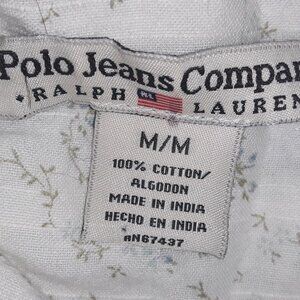 Polo Jeans Compan
RALPH LAUREN
M/M
100% COTTON/
ALGODON
MADE IN INDIA
HECHO EN INDIA
RN67437